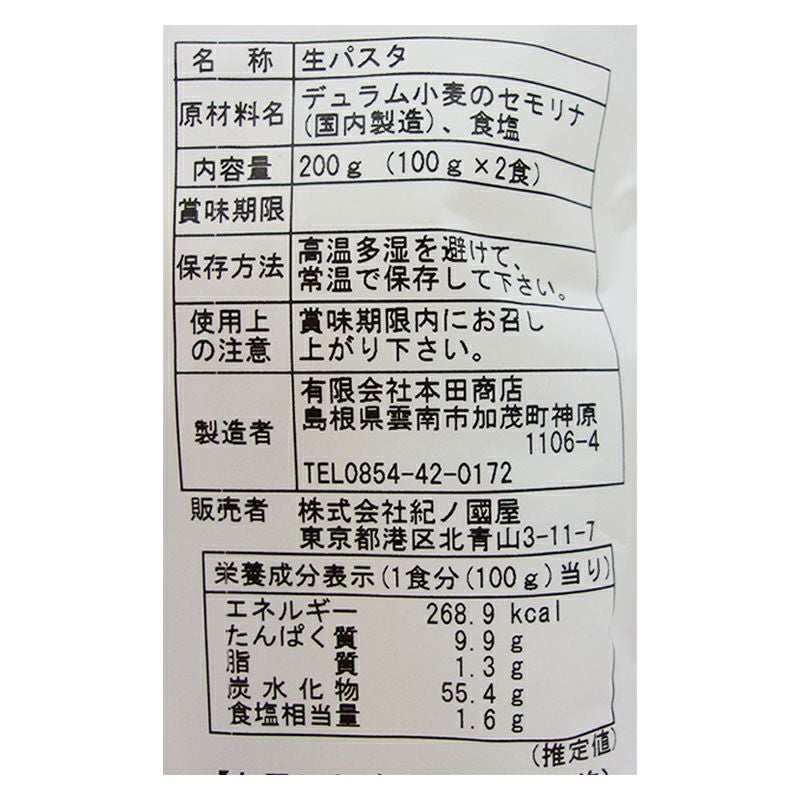 名 称 生パスタ
原材料名 デュラム小麦のセモリナ
(国内製造)、食塩
内容量 200g (100g×2食)
賞味期限
保存方法 高温多湿を避けて、
常温で保存して下さい。
使用上 賞味期限内にお召し
の注意 上がり下さい。
製造者 有限会社本田商店
島根県雲南市加茂町神原
1106-4
TEL0854-42-0172
販売者 株式会社紀ノ國屋
東京都港区北青山3-11-7
栄養成分表示(1食分(100g)当り)
エネルギー 268.9 kcal
たんぱく質 9.9 g
脂 質 1.3 g
炭水化物 55.4 g
食塩相当量 1.6 g
(推定値)